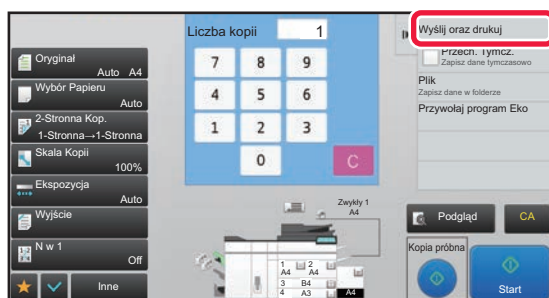 Liczba kopii 1
Oryginał
Auto A4
Wybór Papieru
Auto
2-Stronna Kop.
1-Stronna→1-Stronna
Skala Kopii
100%
Ekspozycja
Auto
Wyjście
N w 1
Off
Inne
7 8 9
4 5 6
1 2 3
0 C
Zwykły 1
A4
1 A4
2 A4
3 B4
4 A3
A4
Wyślij oraz drukuj
Przech. Tymcz.
Zapisz dane tymczasowo
Plik
Zapisz dane w folderze
Przywołaj program Eko
Podgląd
CA
Kopia próbna
Start